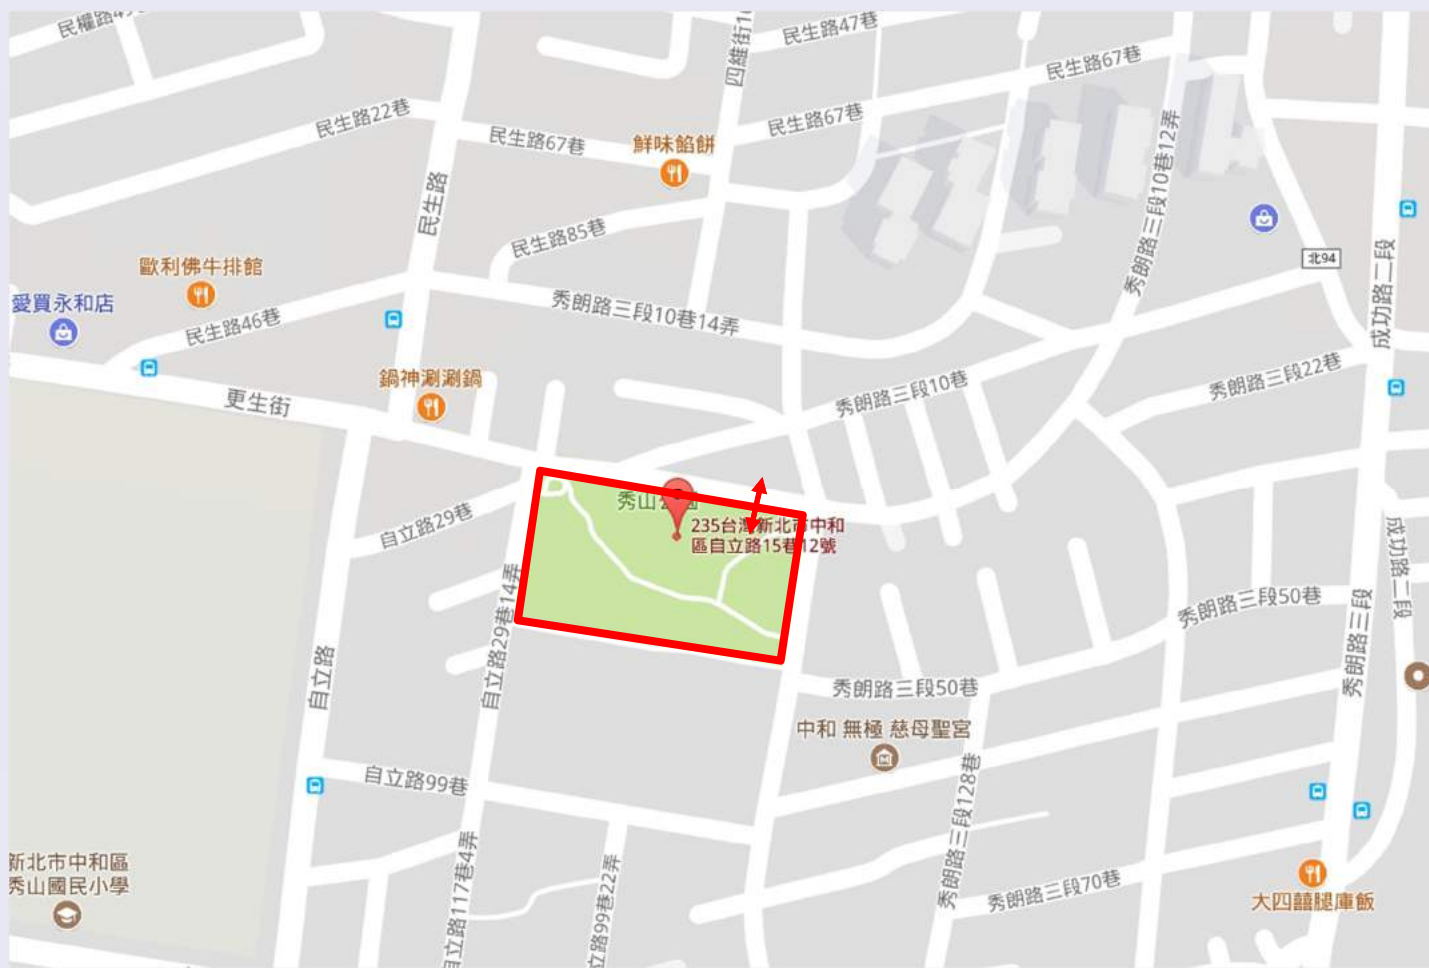 民生路47巷
四維街
民生路67巷
民生路22巷
民生路67巷
鮮味餡餅
民生路67巷
秀朗路三段10巷12弄
民生路
民生路85巷
北94
成功路二段
歐利佛牛排館
愛買永和店
民生路46巷
秀朗路三段10巷14弄
鍋神涮涮鍋
更生街
秀朗路三段10巷
秀朗路三段22巷
秀山公園
235台灣新北市中和
區自立路15巷12號
自立路29巷
成功路二段
自立路29巷14弄
秀朗路三段50巷
秀朗路三段
自立路
秀朗路三段50巷
中和 無極 慈母聖宮
自立路99巷
秀朗路三段128巷
新北市中和區
秀山國民小學
自立路117巷4弄
立路99巷22弄
秀朗路三段70巷
大四囍腿庫飯